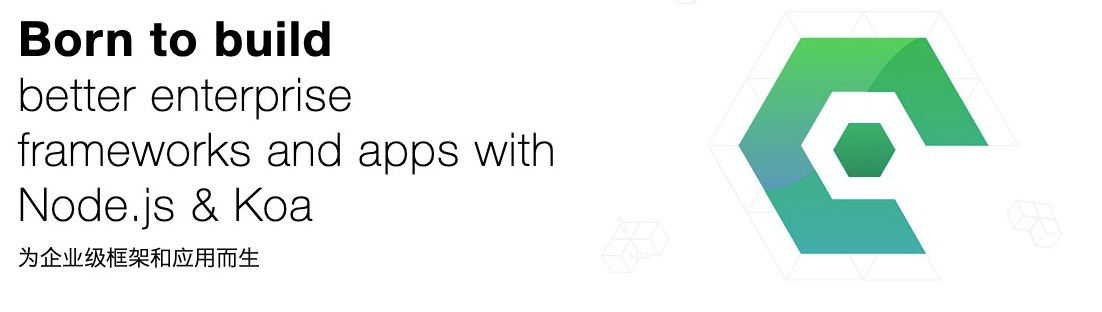 Born to build
better enterprise
frameworks and apps with
Node.js & Koa
为企业级框架和应用而生